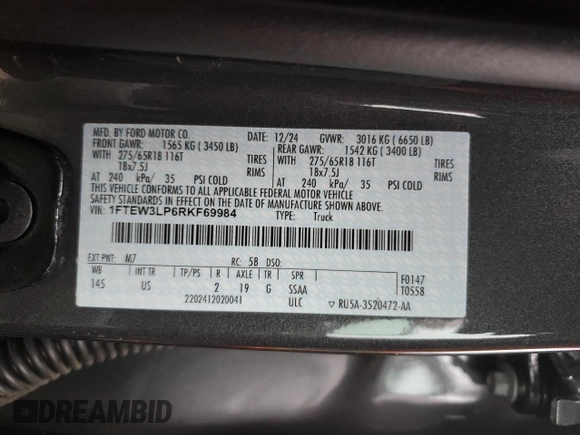 MFD. BY FORD MOTOR CO.
DATE: 12/24 GVWR: 3016 KG ( 6650 LB)
FRONT GAWR: 1565 KG ( 3450 LB)
REAR GAWR: 1542 KG ( 3400 LB)
WITH 275/65R18 116T TIRES
WITH 275/65R18 116T TIRES
18x7.5J RIMS
18x7.5J RIMS
AT 240 kPa/ 35 PSI COLD
AT 240 kPa/ 35 PSI COLD
THIS VEHICLE CONFORMS TO ALL APPLICABLE FEDERAL MOTOR VEHICLE
SAFETY STANDARDS IN EFFECT ON THE DATE OF MANUFACTURE SHOWN ABOVE.
VIN: 1FTEW3LP6RKF69984 TYPE: Truck
EXT PNT: M7 RC: 58 DSO:
WB INT TR TP/PS R AXLE TR SPR F0147
145 US 2 19 G SSAA T0558
2202412020041 ULC ▽ RU5A-3520472-AA
DREAMBID